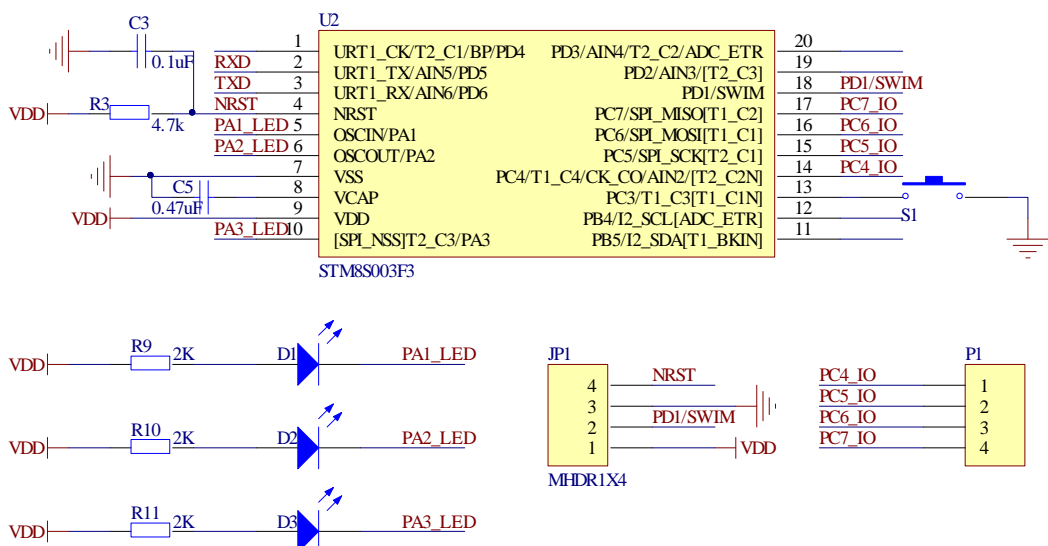 C3
0.1uF
VDD
R3
4.7k
U2
1
RXD 2
TXD 3
NRST 4
PA1_LED 5
PA2_LED 6
7
C5
8
0.47uF
VDD
9
PA3_LED 10
URT1_CK/T2_C1/BP/PD4
URT1_TX/AIN5/PD5
URT1_RX/AIN6/PD6
NRST
OSCIN/PA1
OSCOUT/PA2
VSS
VCAP
VDD
[SPI_NSS]T2_C3/PA3
PD3/AIN4/T2_C2/ADC_ETR
PD2/AIN3/[T2_C3]
PD1/SWIM
PC7/SPI_MISO[T1_C2]
PC6/SPI_MOSI[T1_C1]
PC5/SPI_SCK[T2_C1]
PC4/T1_C4/CK_CO/AIN2/[T2_C2N]
PC3/T1_C3[T1_C1N]
PB4/I2_SCL[ADC_ETR]
PB5/I2_SDA[T1_BKIN]
20
19
18 PD1/SWIM
17 PC7_IO
16 PC6_IO
15 PC5_IO
14 PC4_IO
13
12
11
S1
STM8S003F3
VDD
R9
2K
D1
PA1_LED
VDD
R10
2K
D2
PA2_LED
VDD
R11
2K
D3
PA3_LED
JP1
4 NRST
3
2 PD1/SWIM
1 VDD
MHDR1X4
P1
PC4_IO 1
PC5_IO 2
PC6_IO 3
PC7_IO 4